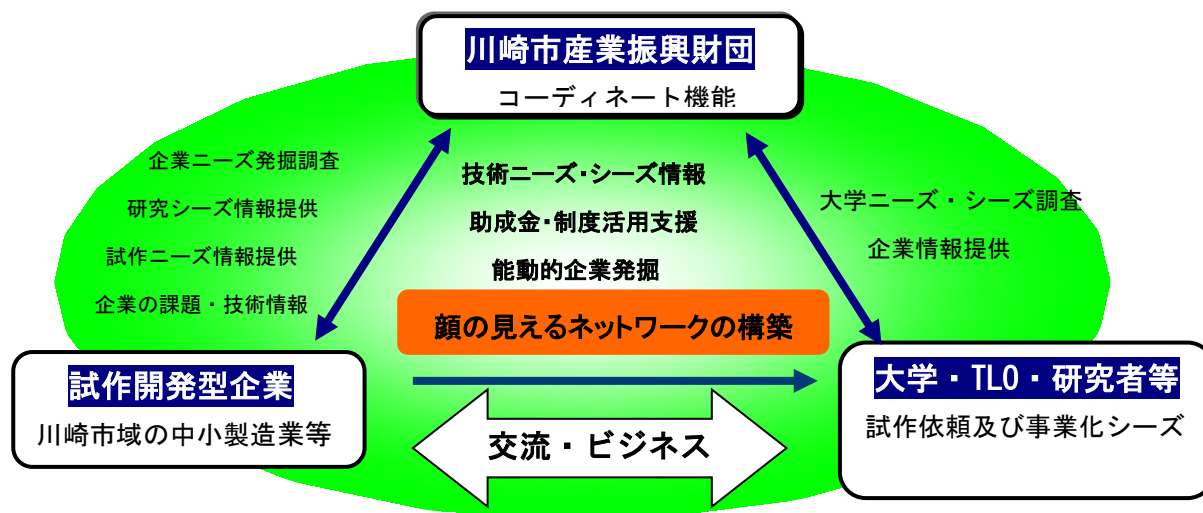 川崎市産業振興財団
コーディネート機能
企業ニーズ発掘調査
研究シーズ情報提供
試作ニーズ情報提供
企業の課題・技術情報
技術ニーズ・シーズ情報
助成金・制度活用支援
能動的企業発掘
大学ニーズ・シーズ調査
企業情報提供
顔の見えるネットワークの構築
試作開発型企業
川崎市域の中小製造業等
交流・ビジネス
大学・TLO・研究者等
試作依頼及び事業化シーズ